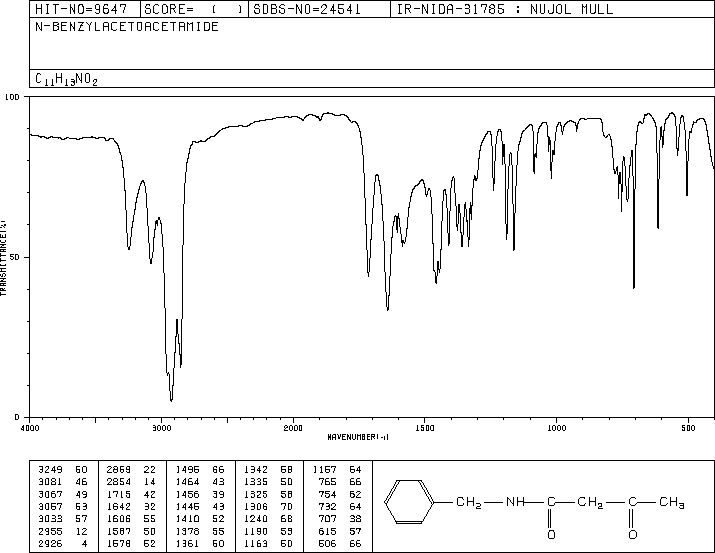 HIT-NO=9647 SCORE= ( ) SDBS-NO=24541 IR-NIDA-31785 : NUJOL MULL
N-BENZYLACETOACETAMIDE
C11H13NO2
100
50
0
TRANSMITTANCE(%)
4000 3000 2000 1500 1000 500
WAVENUMBER(-1)
3249 50 2869 22 1496 66 1342 58 1157 64
3081 46 2854 14 1464 43 1335 50 765 66
3067 49 1715 42 1456 39 1325 58 754 62
3057 53 1642 32 1445 43 1306 70 732 64
3033 57 1606 55 1410 52 1240 68 707 38
2955 12 1587 50 1378 55 1190 53 615 57
2926 4 1578 52 1361 50 1163 50 506 66
CH2 NH C CH2 C CH3
O O